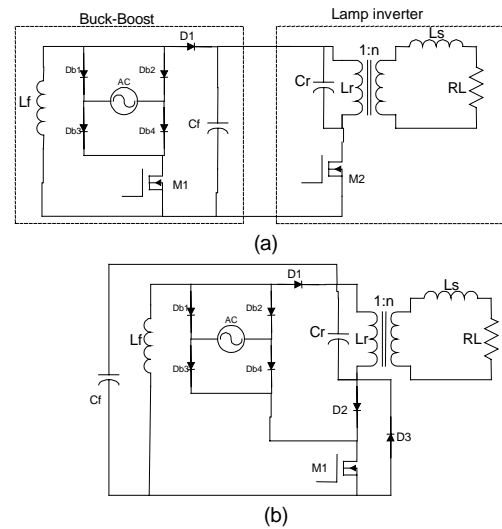 Buck-Boost
Lamp inverter
D1
Ls
1:n
Db1
Db2
AC
Cr
Lr
RL
Lf
Db3
Db4
Cf
M1
M2
(a)
D1
Ls
1:n
Db1
Db2
AC
Cr
Lr
RL
Lf
Db3
Db4
Cf
D2
D3
M1
(b)